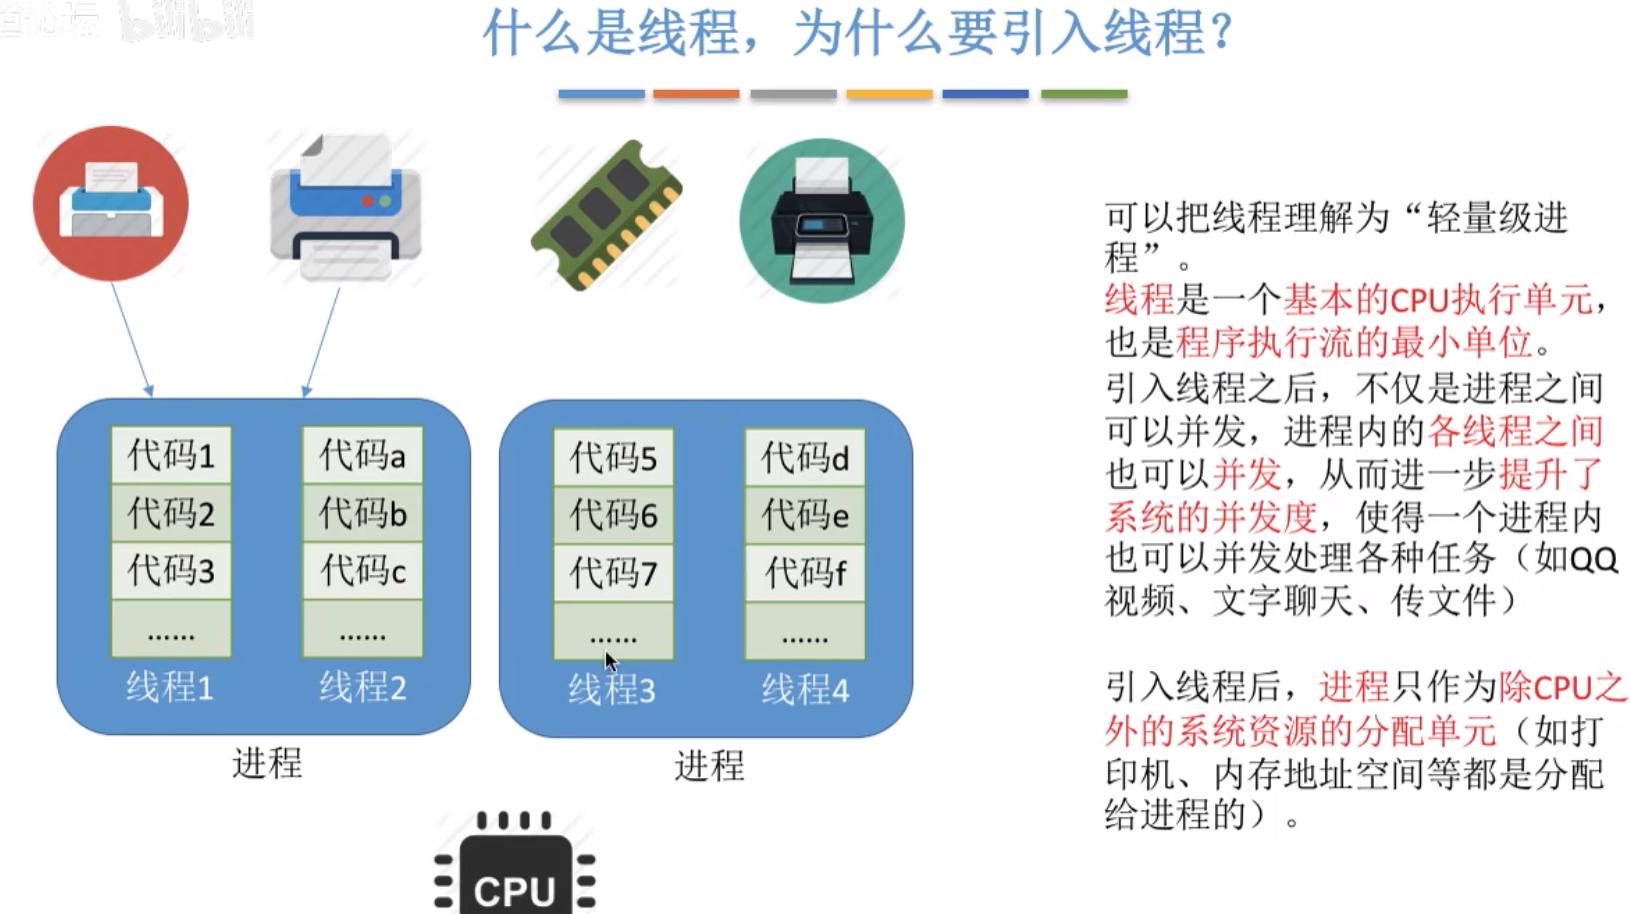 道论坛 bilibili
什么是线程，为什么要引入线程？
可以把线程理解为“轻量级进
程”。
线程是一个基本的CPU执行单元，
也是程序执行流的最小单位。
引入线程之后，不仅是进程之间
可以并发，进程内的各线程之间
也可以并发，从而进一步提升了
系统的并发度，使得一个进程内
也可以并发处理各种任务（如QQ
视频、文字聊天、传文件）
引入线程后，进程只作为除CPU之
外的系统资源的分配单元（如打
印机、内存地址空间等都是分配
给进程的）。
代码1
代码2
代码3
......
线程1
代码a
代码b
代码c
......
线程2
进程
代码5
代码6
代码7
......
线程3
代码d
代码e
代码f
......
线程4
进程
CPU